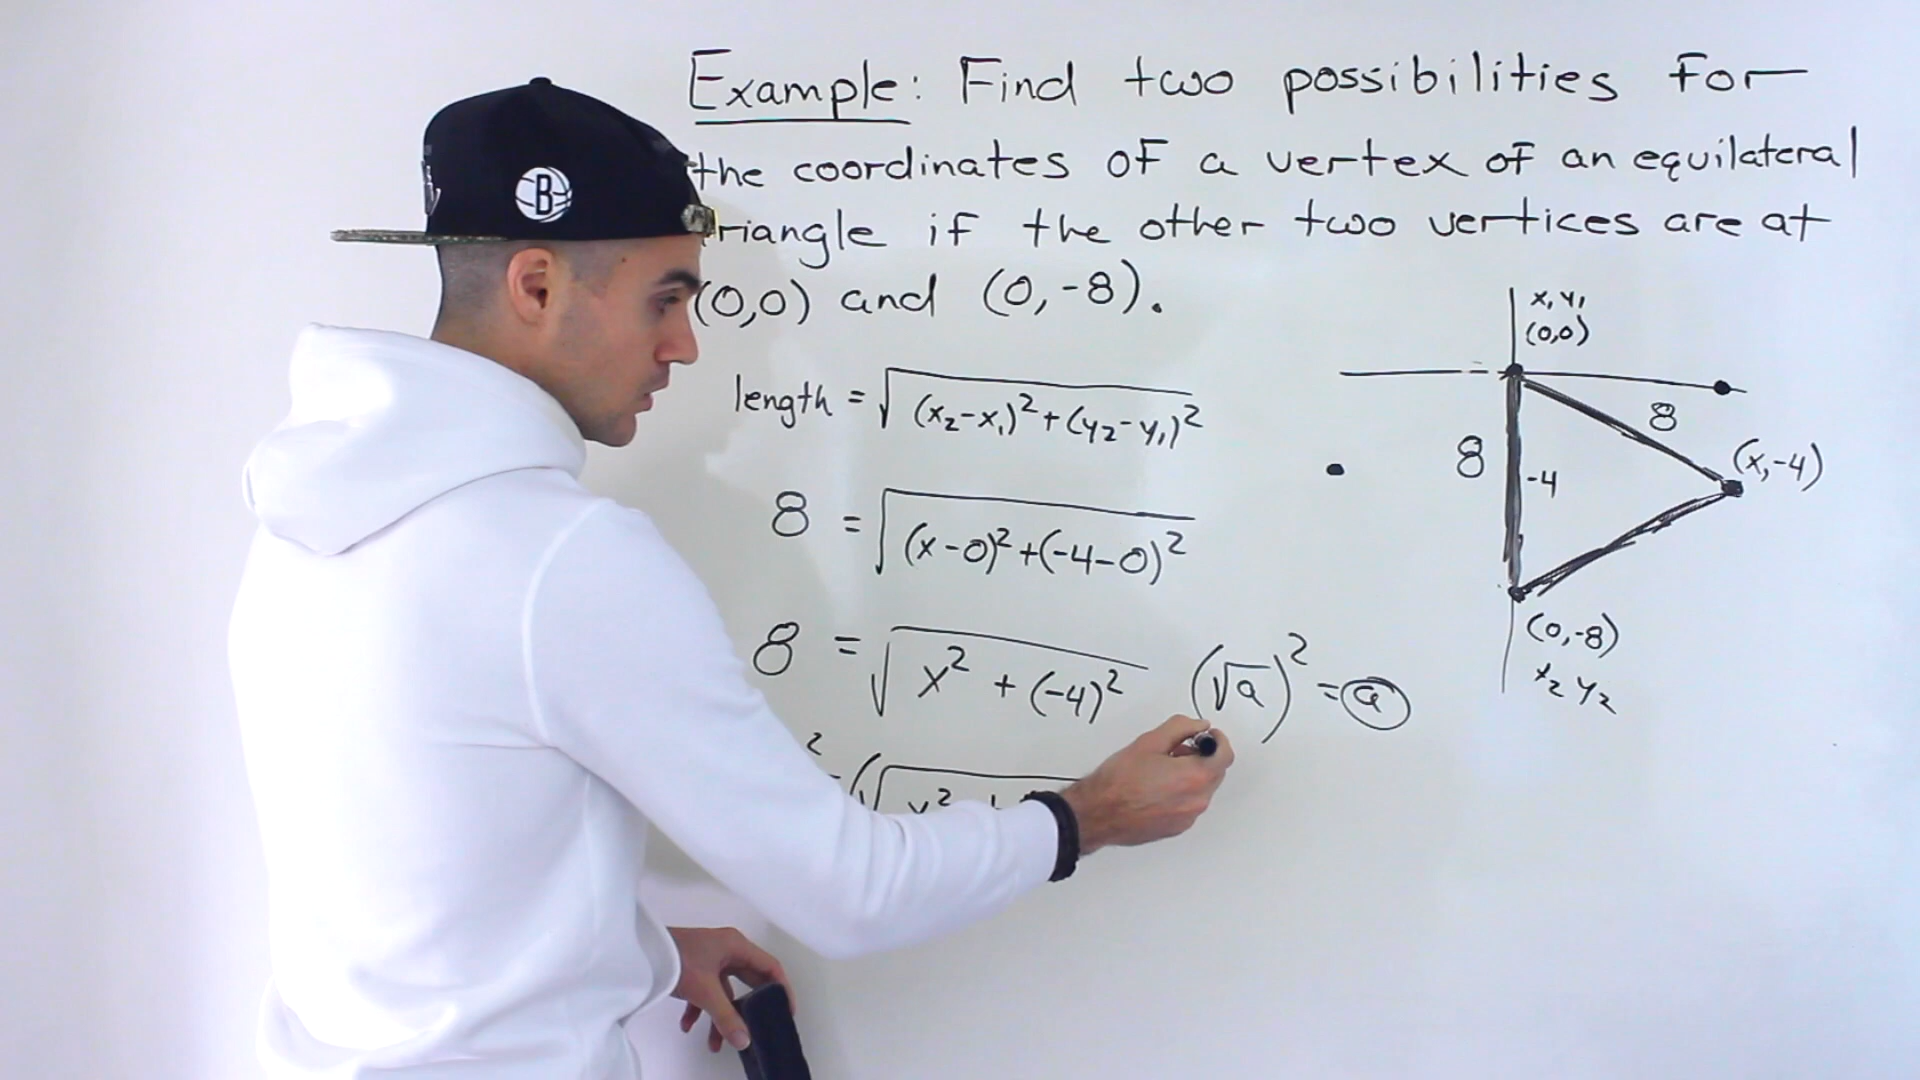 Example: Find two possibilities for
the coordinates of a vertex of an equilateral
triangle if the other two vertices are at
(0,0) and (0,-8).
length = √(x₂-x₁)²+(y₂-y₁)²
8 = √(x-0)²+(-4-0)²
8 = √x² + (-4)²
(√a)² = a
² = (√x² +
x₁ y₁
(0,0)
8
(x,-4)
8
-4
(0,-8)
x₂ y₂
B